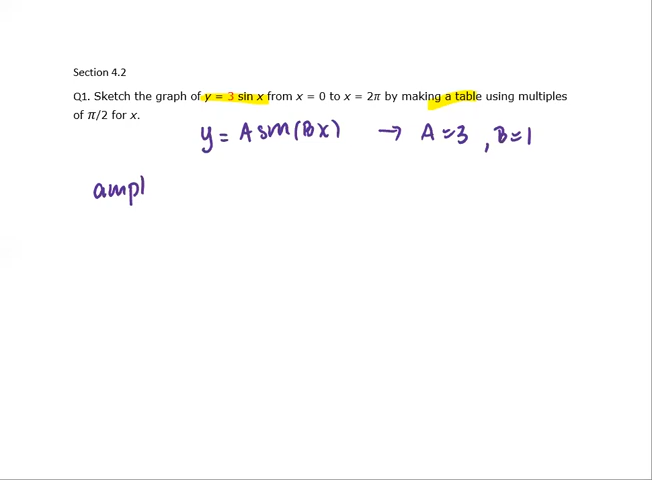 Section 4.2
Q1. Sketch the graph of y = 3 sin x from x = 0 to x = 2π by making a table using multiples
of π/2 for x.
y = A sin(Bx) → A = 3 , B = 1
ampl